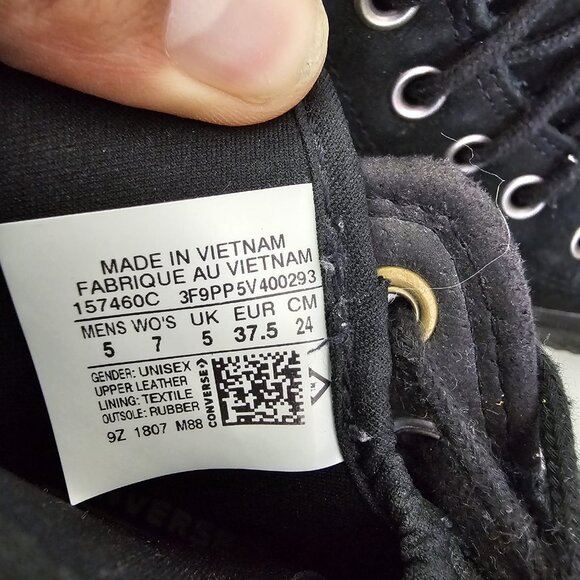 MADE IN VIETNAM
FABRIQUE AU VIETNAM
157460C 3F9PP5V400293
MENS WO'S UK EUR CM
5 7 5 37.5 24
GENDER: UNISEX
UPPER LEATHER
LINING: TEXTILE
OUTSOLE: RUBBER
9Z 1807 M88
CONVERSE